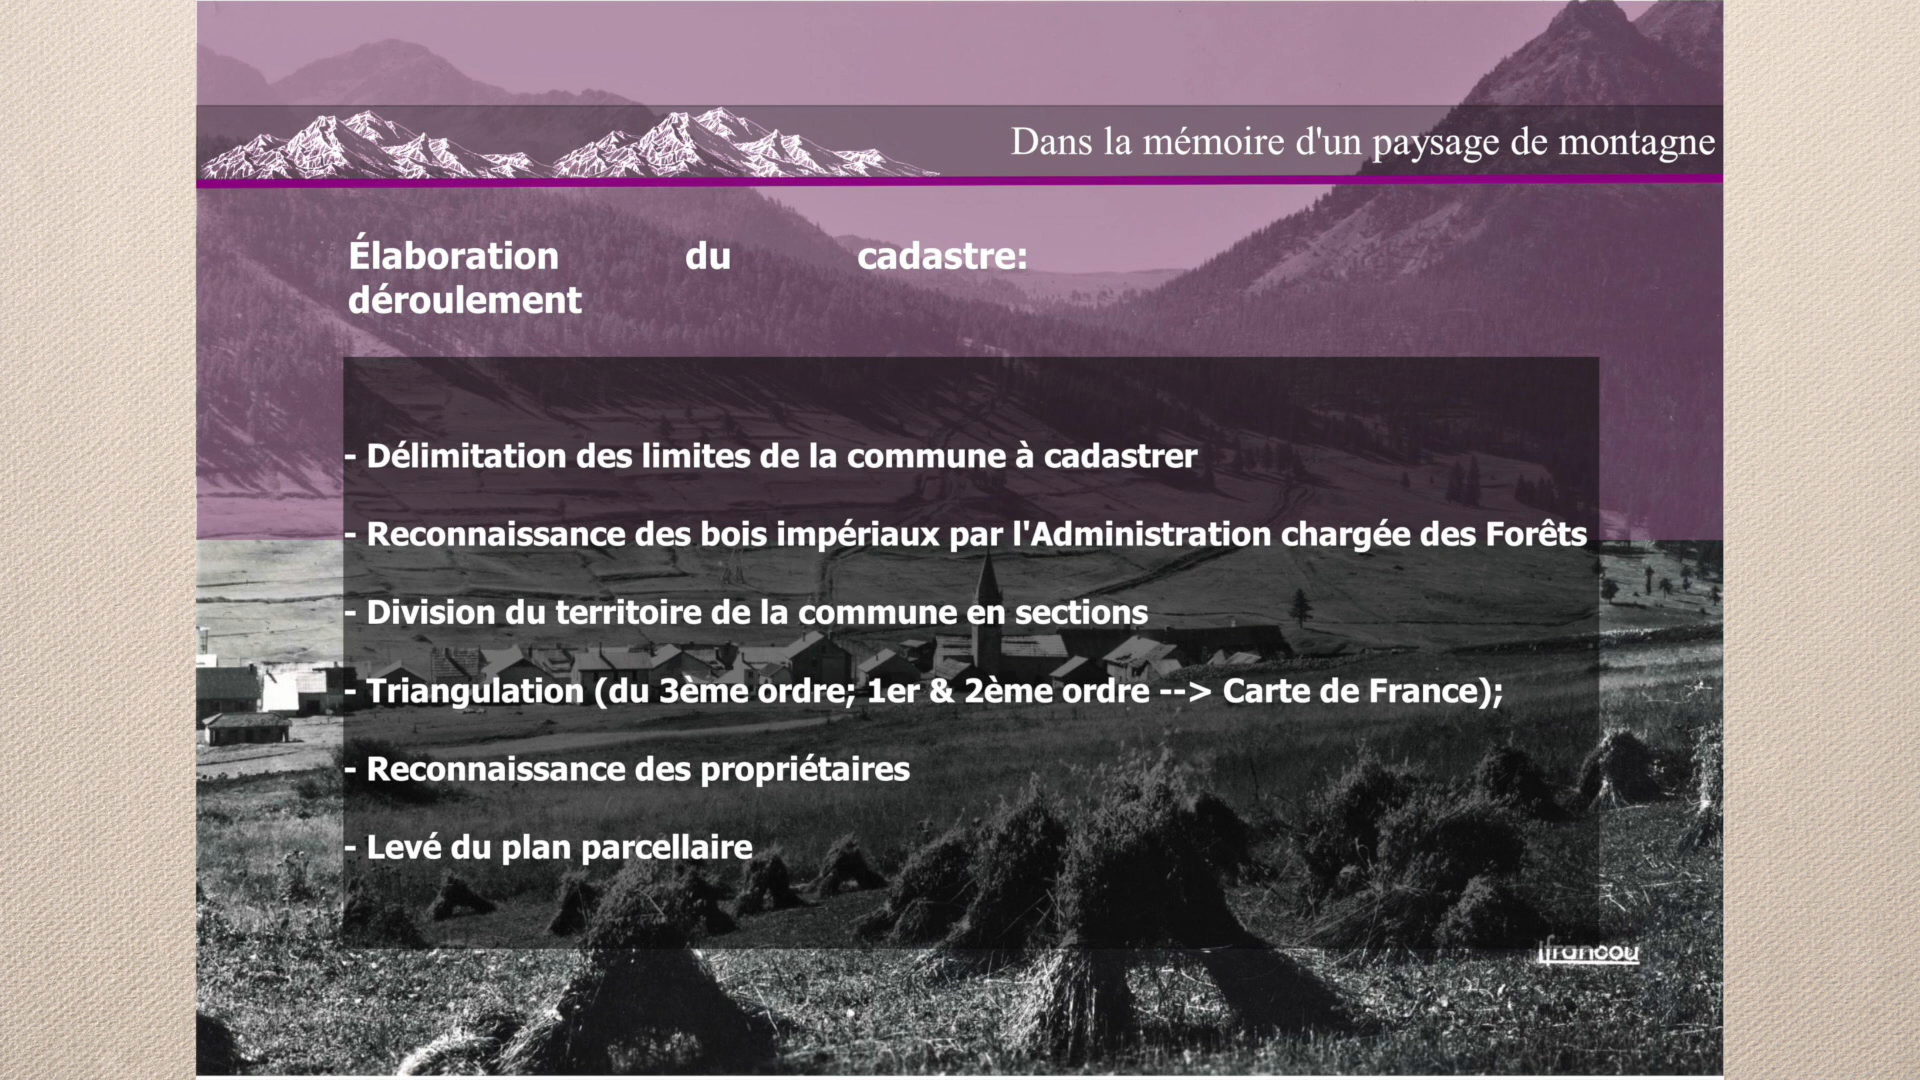 Dans la mémoire d'un paysage de montagne
Élaboration du cadastre:
déroulement
- Délimitation des limites de la commune à cadastrer
- Reconnaissance des bois impériaux par l'Administration chargée des Forêts
- Division du territoire de la commune en sections
- Triangulation (du 3ème ordre; 1er & 2ème ordre --> Carte de France);
- Reconnaissance des propriétaires
- Levé du plan parcellaire